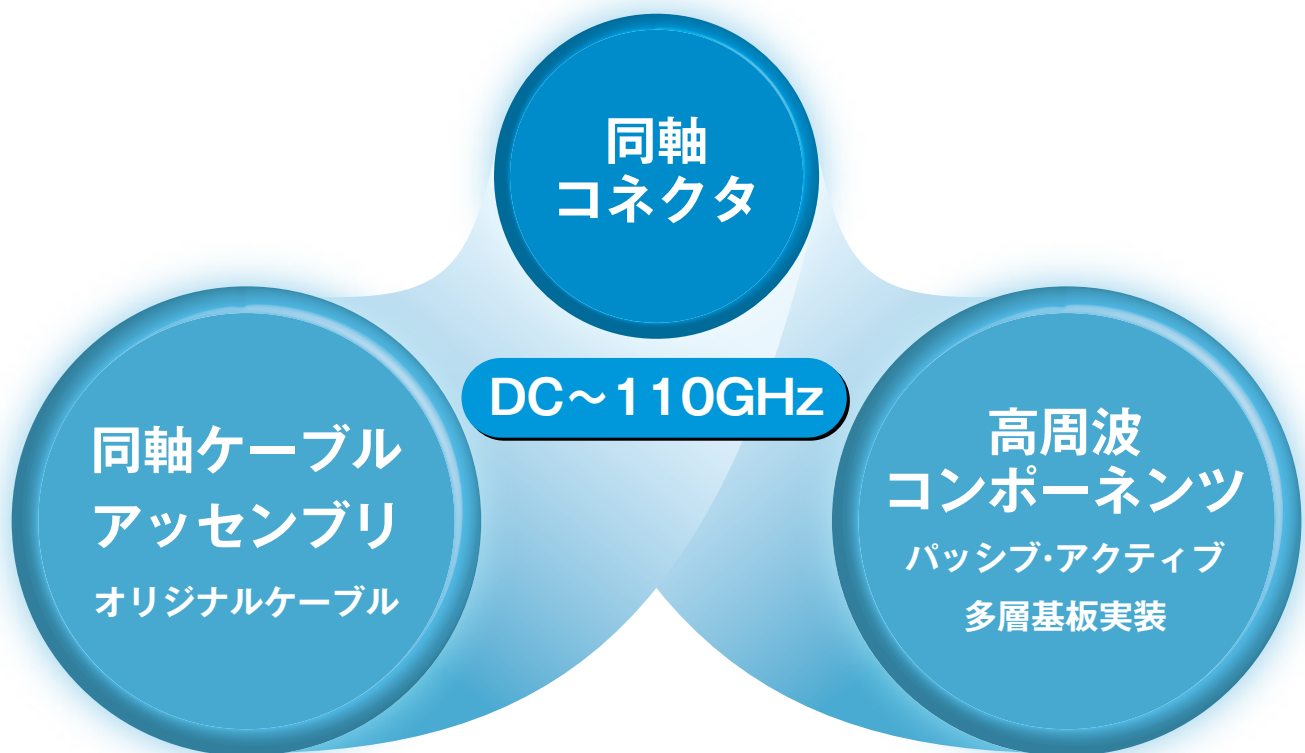 同軸
コネクタ
DC～110GHz
同軸ケーブル
アッセンブリ
オリジナルケーブル
高周波
コンポーネンツ
パッシブ・アクティブ
多層基板実装